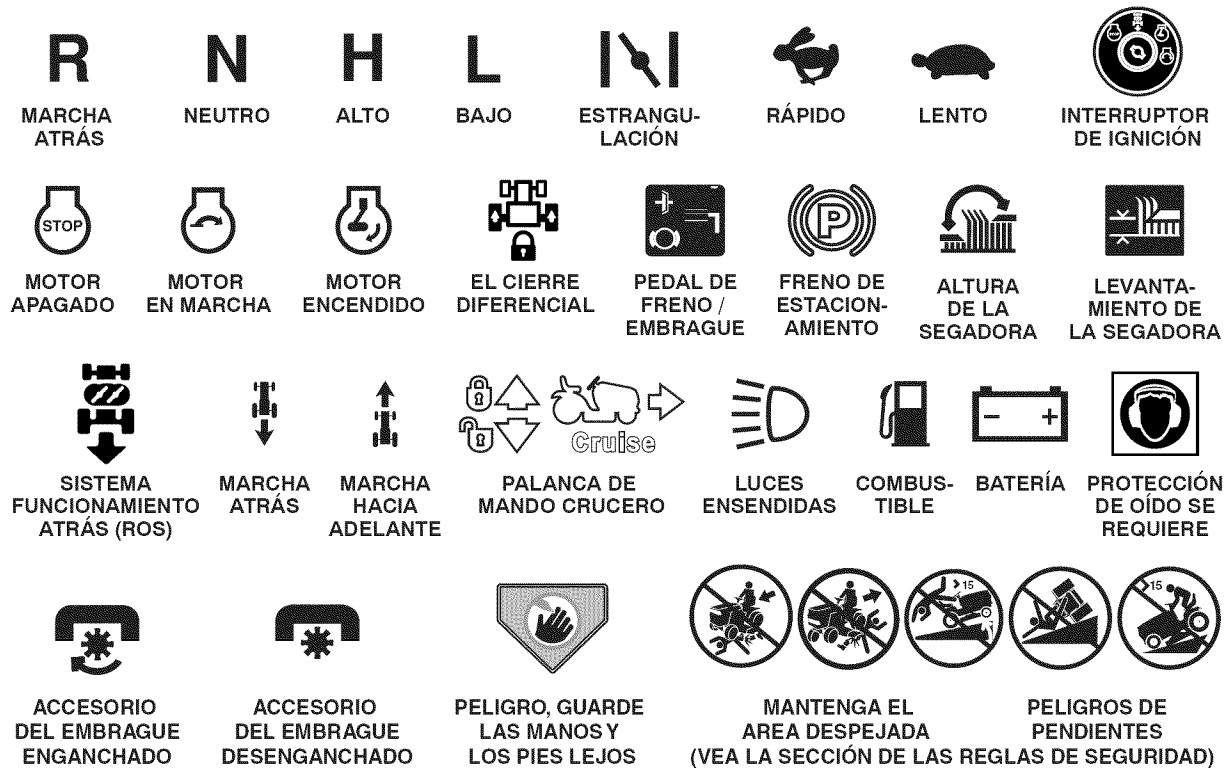 R N H L
MARCHA ATRÁS
NEUTRO
ALTO
BAJO
ESTRANGU-
LACIÓN
RÁPIDO
LENTO
INTERRUPTOR
DE IGNICIÓN
STOP
MOTOR
APAGADO
MOTOR
EN MARCHA
MOTOR
ENCENDIDO
EL CIERRE
DIFERENCIAL
PEDAL DE
FRENO /
EMBRAGUE
P
FRENO DE
ESTACION-
AMIENTO
ALTURA
DE LA
SEGADORA
LEVANTA-
MIENTO DE
LA SEGADORA
SISTEMA
FUNCIONAMIENTO
ATRÁS (ROS)
MARCHA
ATRÁS
MARCHA
HACIA
ADELANTE
Cruise
PALANCA DE
MANDO CRUCERO
LUCES
ENSENDIDAS
COMBUS-
TIBLE
- +
BATERÍA
PROTECCIÓN
DE OÍDO SE
REQUIERE
ACCESORIO
DEL EMBRAGUE
ENGANCHADO
ACCESORIO
DEL EMBRAGUE
DESENGANCHADO
PELIGRO, GUARDE
LAS MANOS Y
LOS PIES LEJOS
>15
>15
MANTENGA EL
AREA DESPEJADA
PELIGROS DE
PENDIENTES
(VEA LA SECCIÓN DE LAS REGLAS DE SEGURIDAD)